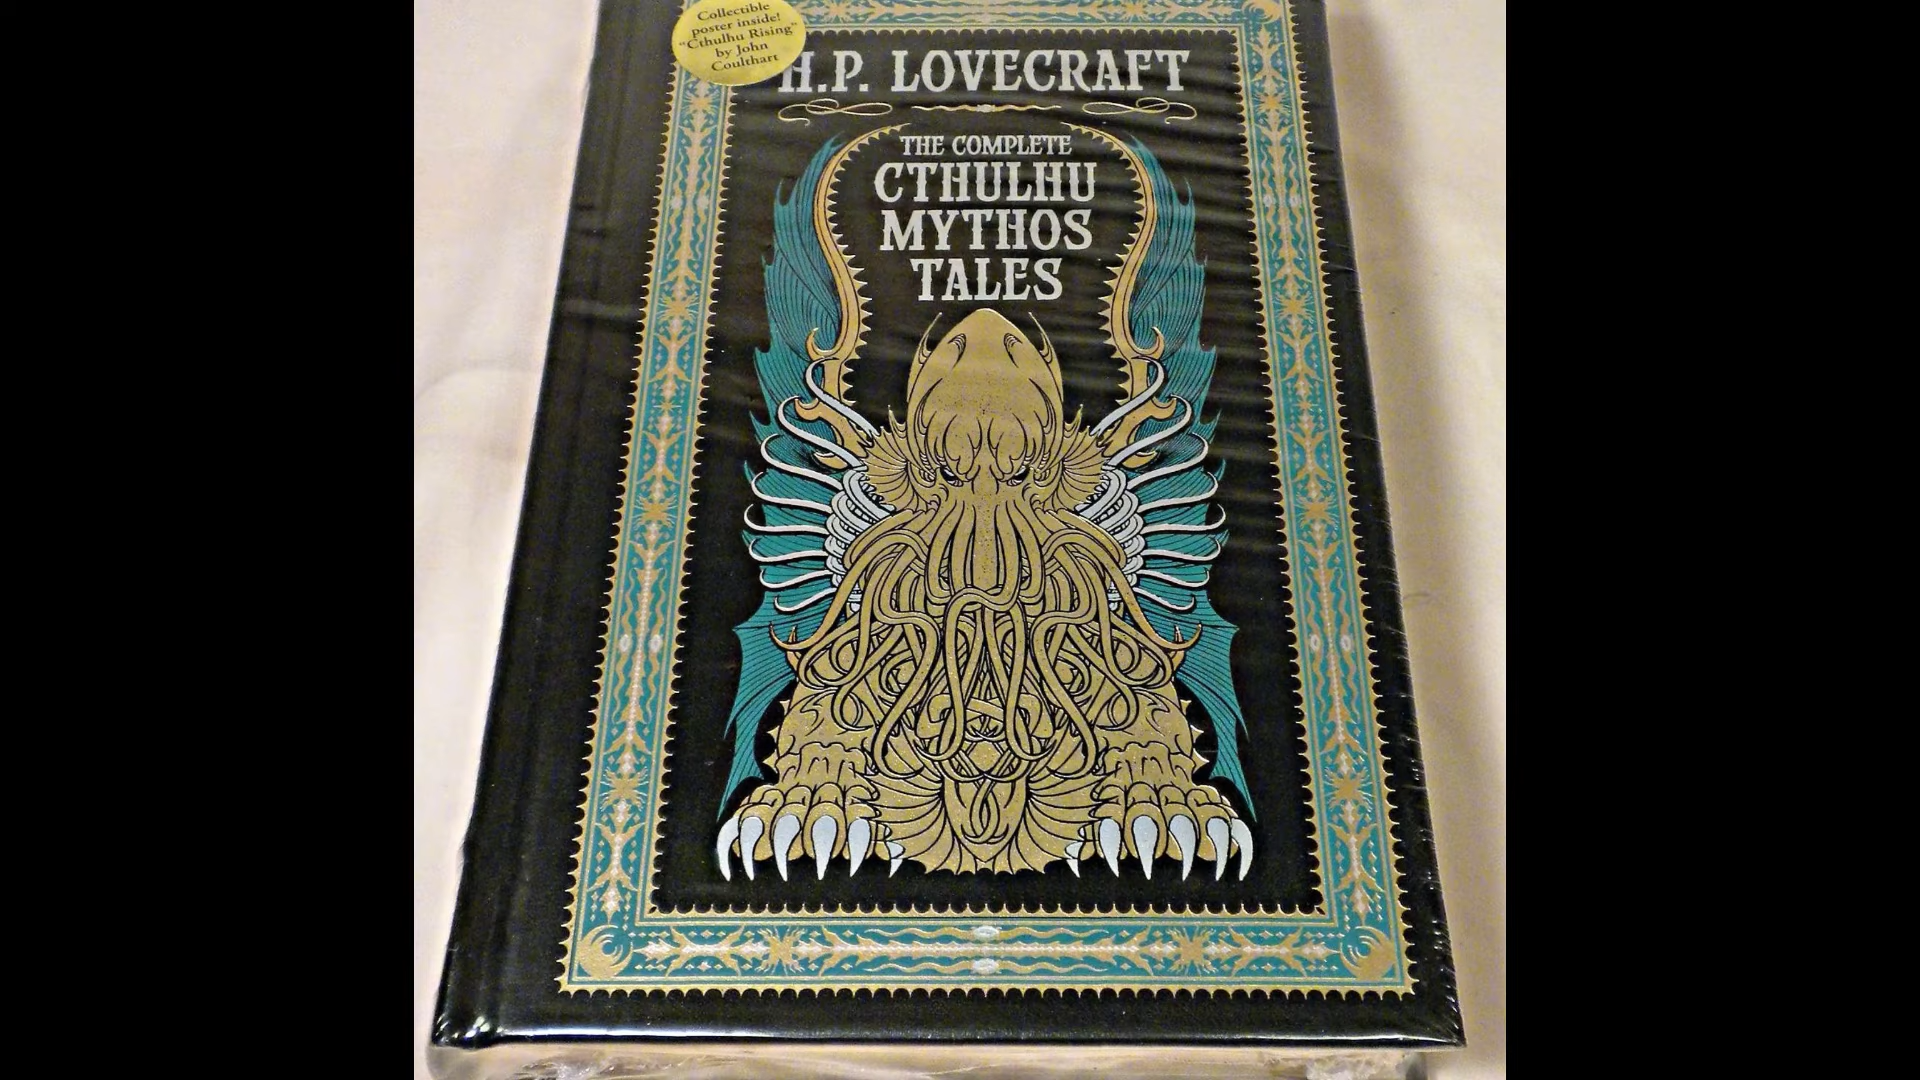 Collectible
poster inside!
"Cthulhu Rising"
by John
Coulthart
H.P. LOVECRAFT
THE COMPLETE
CTHULHU
MYTHOS
TALES